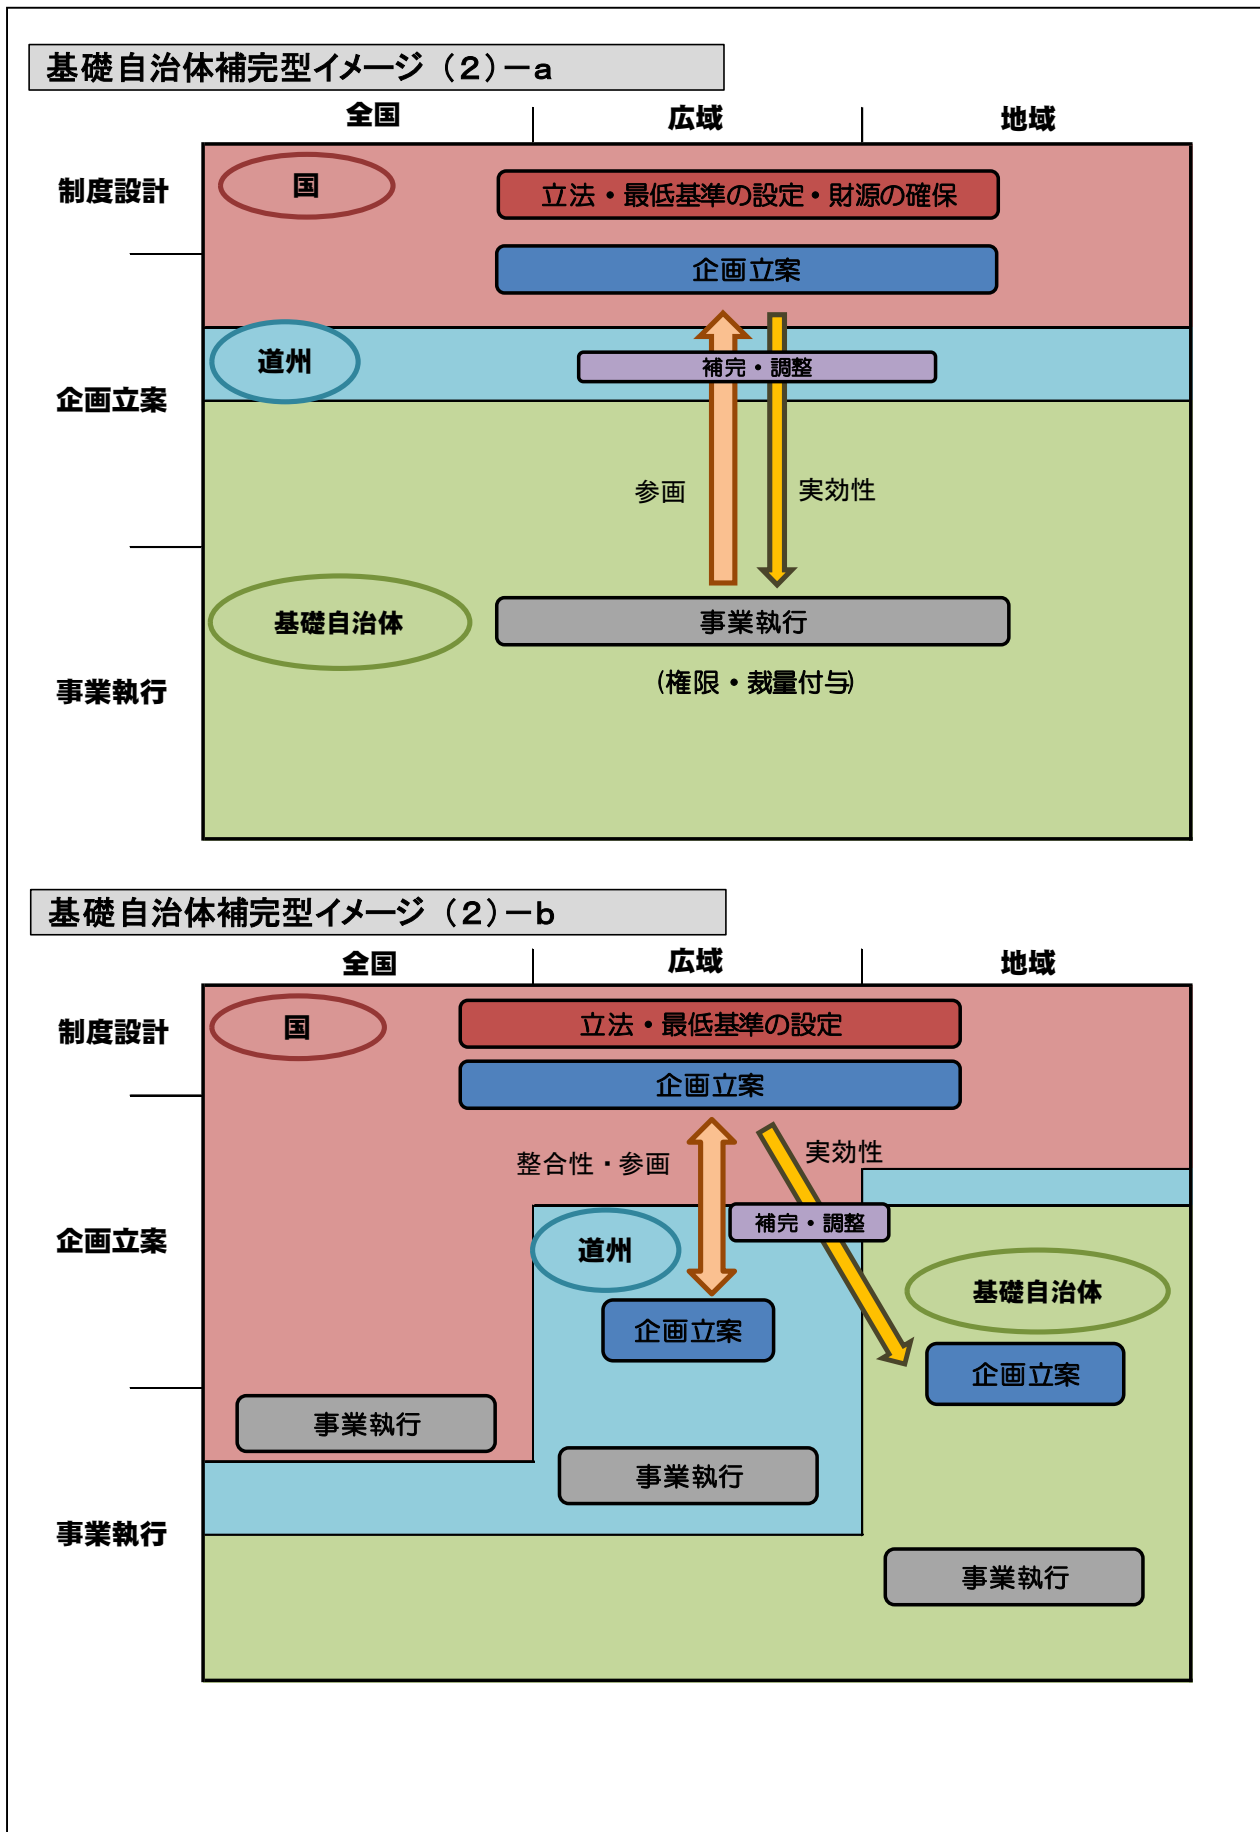 基礎自治体補完型イメージ（２）－a
全国
広域
地域
制度設計
国
立法・最低基準の設定・財源の確保
企画立案
道州
補完・調整
企画立案
参画
実効性
基礎自治体
事業執行
(権限・裁量付与)
事業執行
基礎自治体補完型イメージ（２）－b
全国
広域
地域
制度設計
国
立法・最低基準の設定
企画立案
整合性・参画
実効性
補完・調整
企画立案
道州
基礎自治体
企画立案
企画立案
事業執行
事業執行
事業執行
事業執行